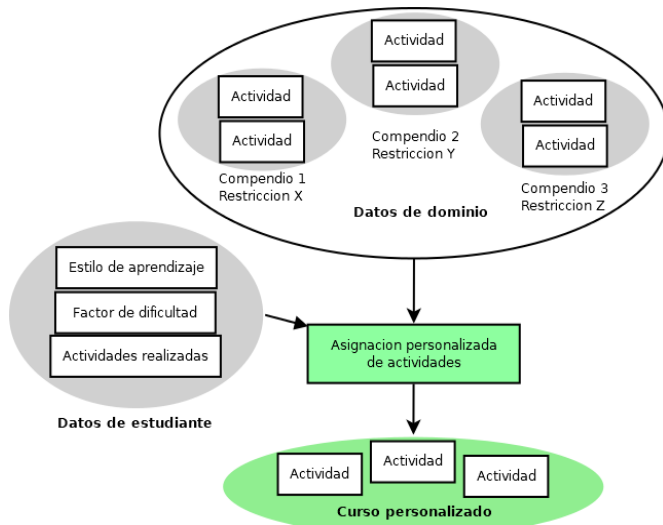 Actividad
Actividad
Actividad
Actividad
Actividad
Actividad
Compendio 1
Restriccion X
Compendio 2
Restriccion Y
Compendio 3
Restriccion Z
Datos de dominio
Estilo de aprendizaje
Factor de dificultad
Actividades realizadas
Datos de estudiante
Asignacion personalizada
de actividades
Actividad
Actividad
Actividad
Curso personalizado